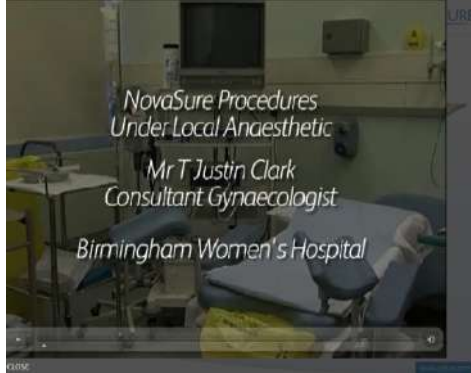 NovaSure Procedures
Under Local Anaesthetic
Mr T Justin Clark
Consultant Gynaecologist
Birmingham Women's Hospital
CLOSE